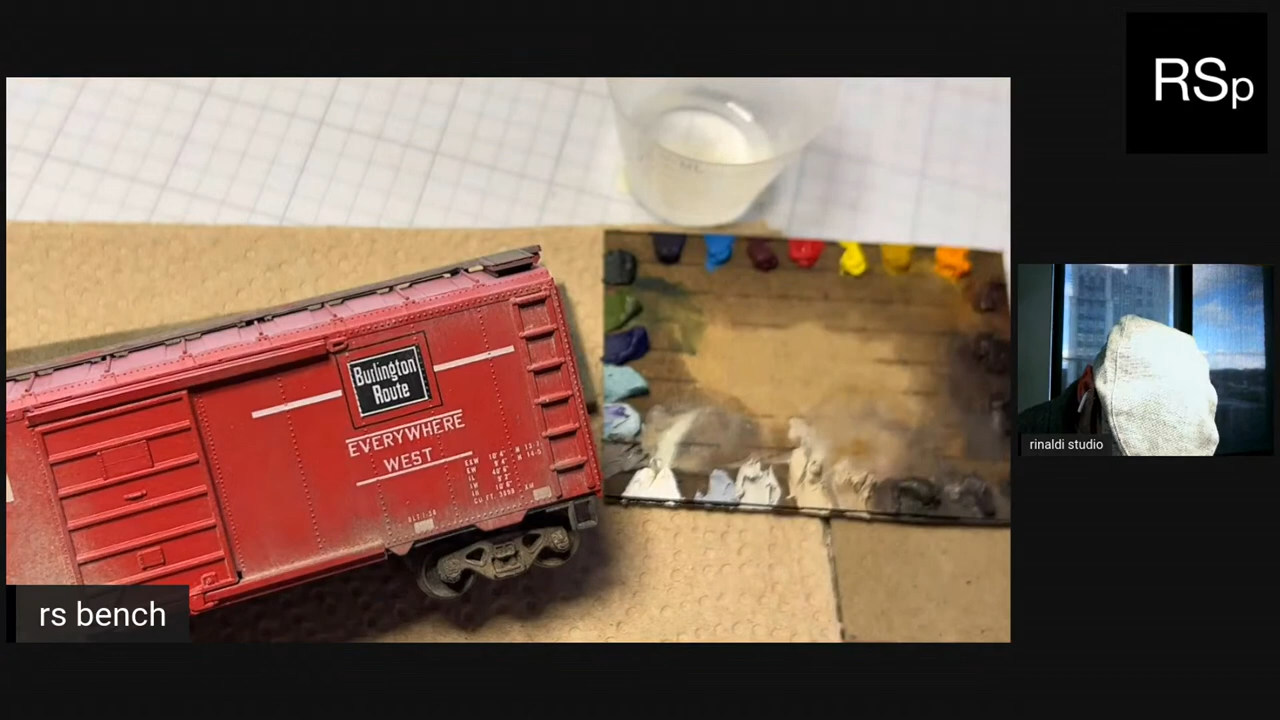 RSp
Burlington
Route
EVERYWHERE
WEST
rinaldi studio
rs bench